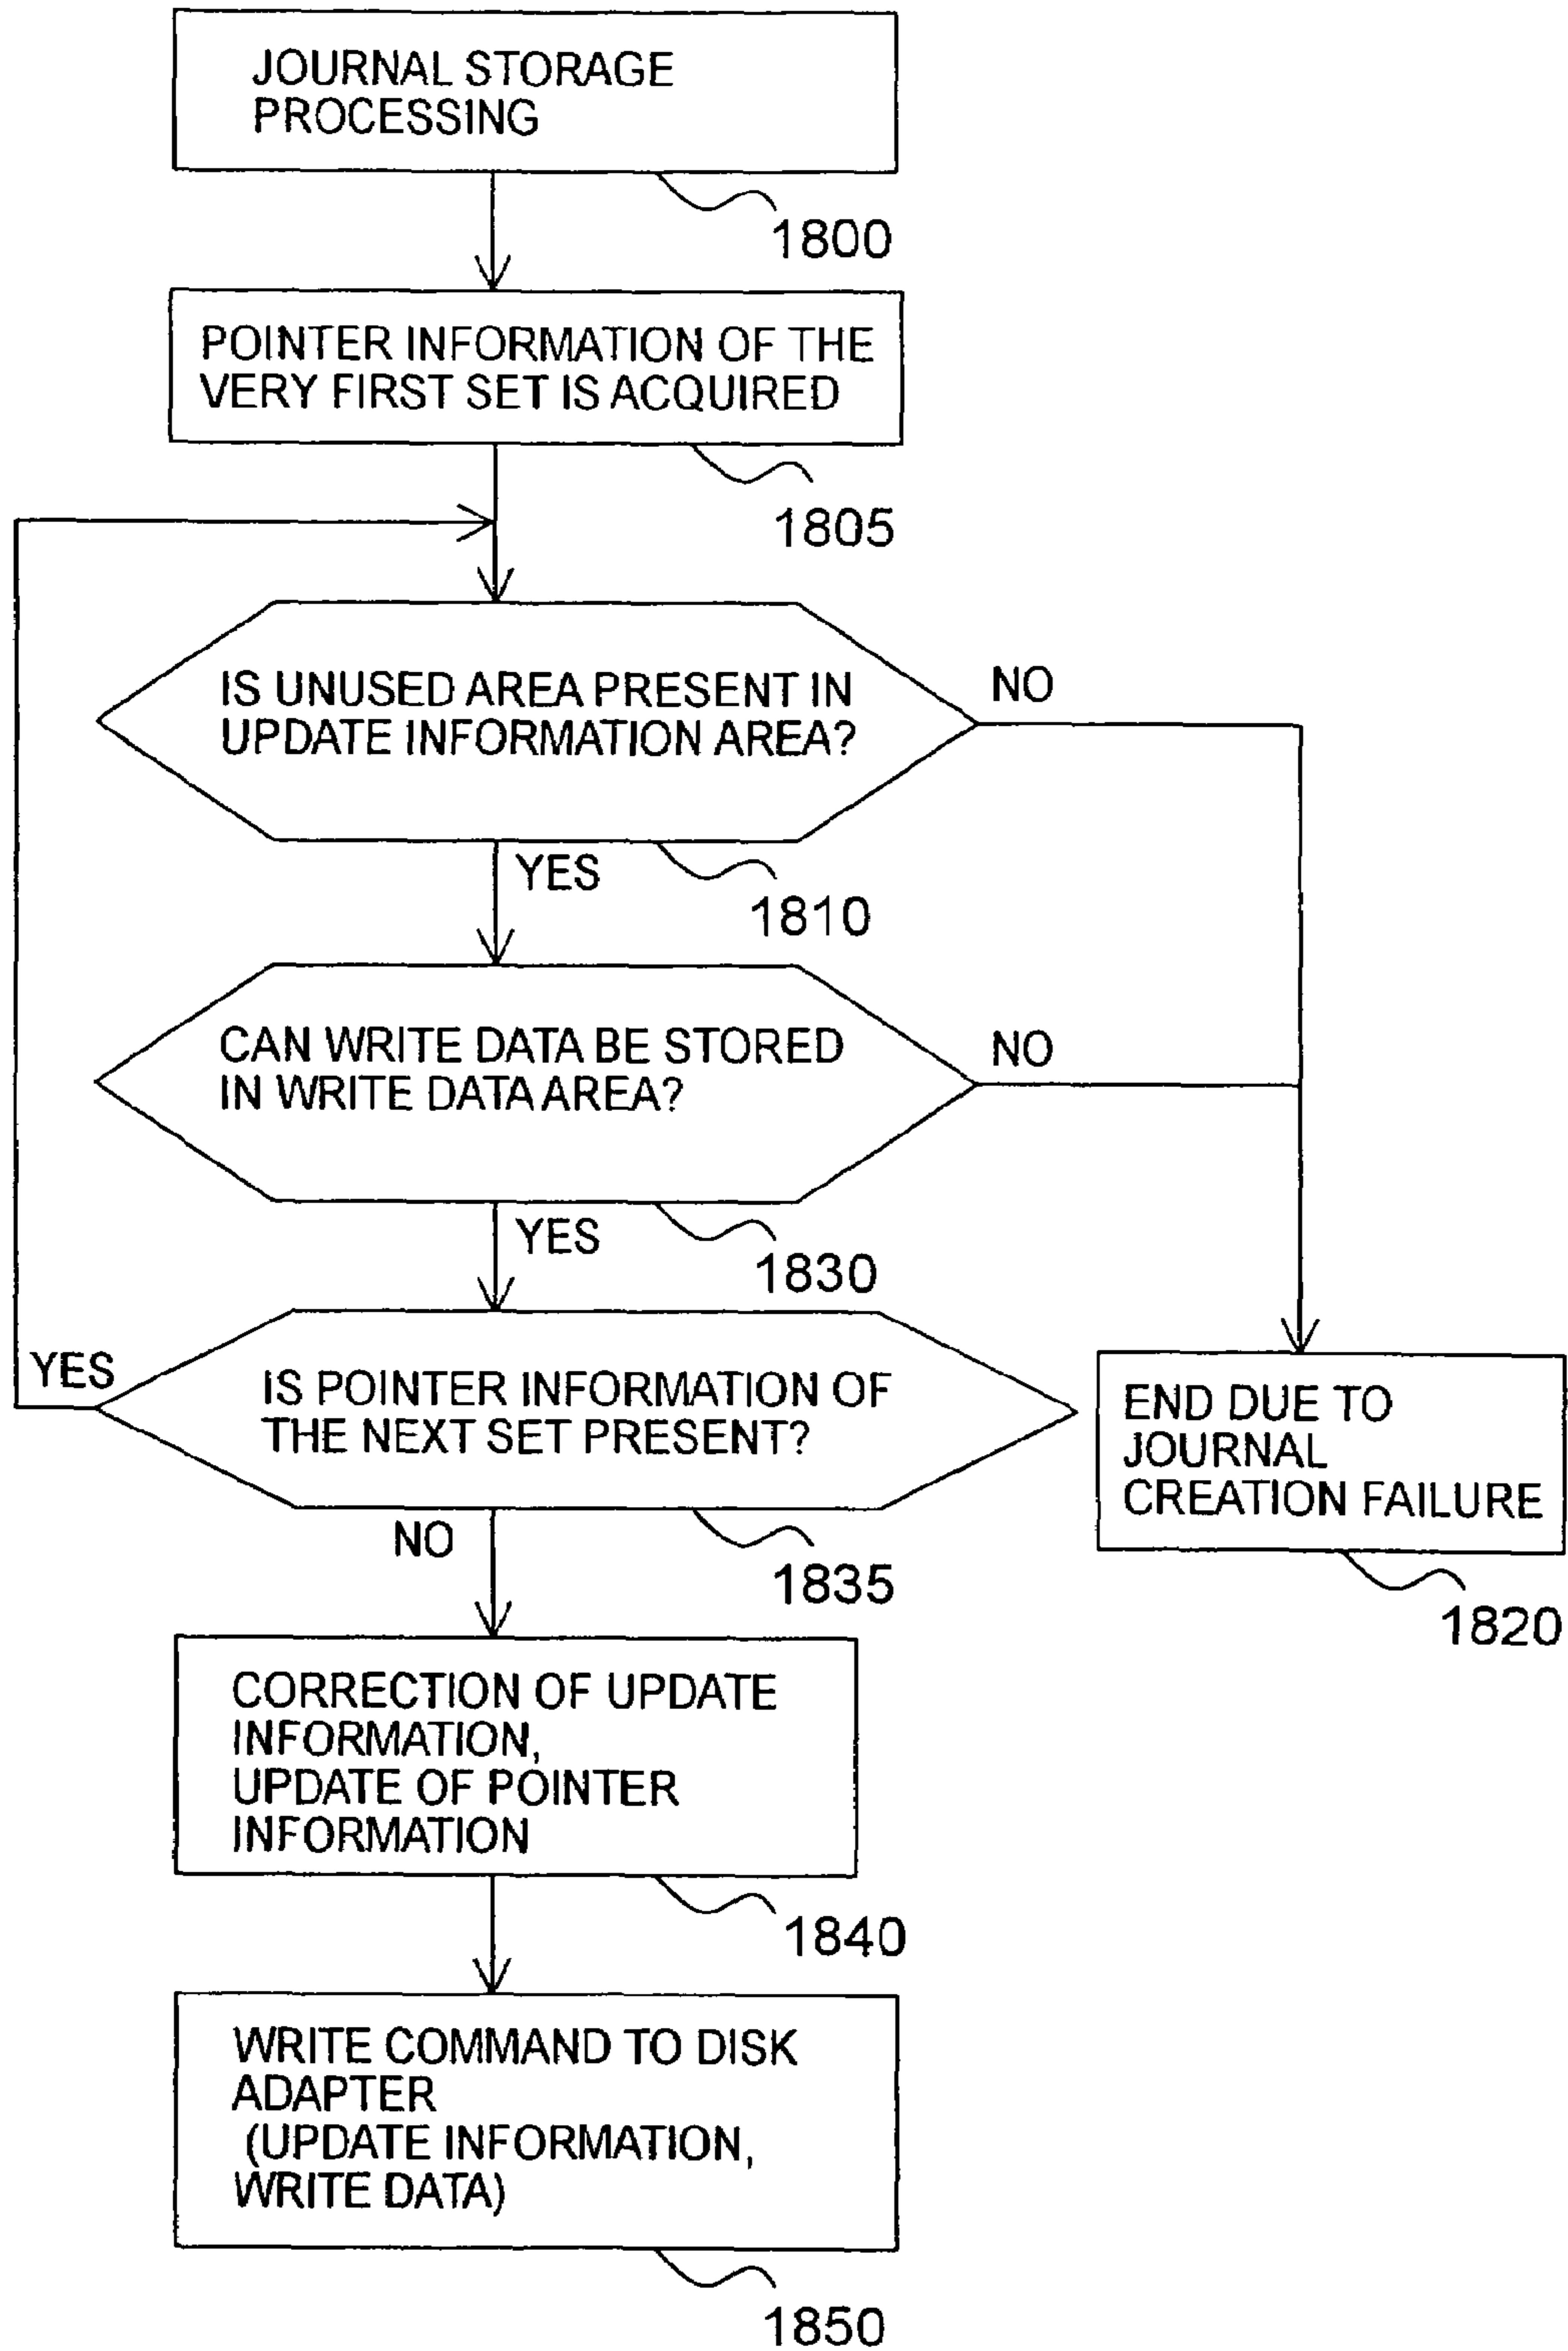 JOURNAL STORAGE
PROCESSING
1800
POINTER INFORMATION OF THE
VERY FIRST SET IS ACQUIRED
1805
IS UNUSED AREA PRESENT IN
UPDATE INFORMATION AREA?
NO
YES
1810
CAN WRITE DATA BE STORED
IN WRITE DATA AREA?
NO
YES
1830
YES
IS POINTER INFORMATION OF
THE NEXT SET PRESENT?
NO
1835
END DUE TO
JOURNAL
CREATION FAILURE
1820
CORRECTION OF UPDATE
INFORMATION,
UPDATE OF POINTER
INFORMATION
1840
WRITE COMMAND TO DISK
ADAPTER
(UPDATE INFORMATION,
WRITE DATA)
1850